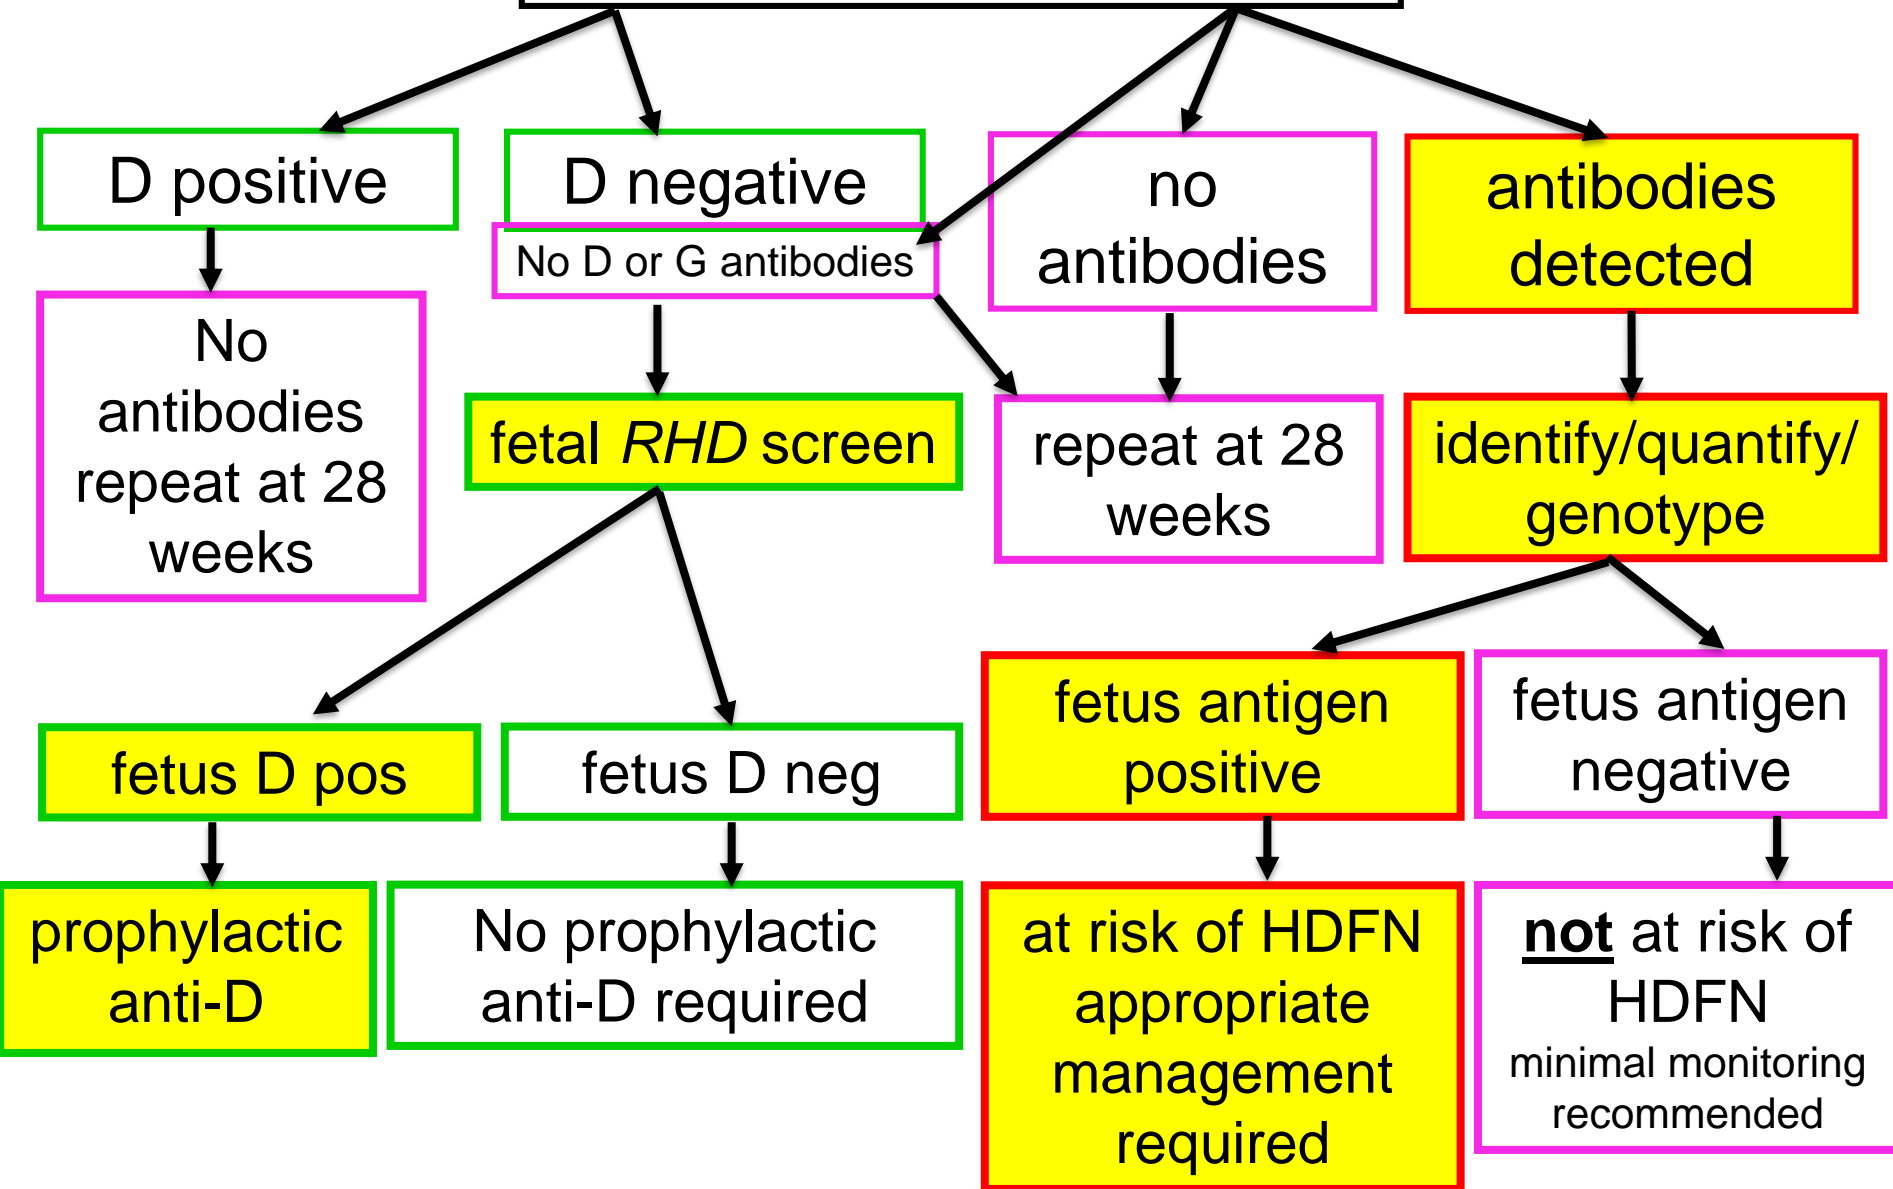 D positive
D negative
No D or G antibodies
no
antibodies
antibodies
detected
No
antibodies
repeat at 28
weeks
fetal RHD screen
repeat at 28
weeks
identify/quantify/
genotype
fetus D pos
fetus D neg
fetus antigen
positive
fetus antigen
negative
prophylactic
anti-D
No prophylactic
anti-D required
at risk of HDFN
appropriate
management
required
not at risk of
HDFN
minimal monitoring
recommended